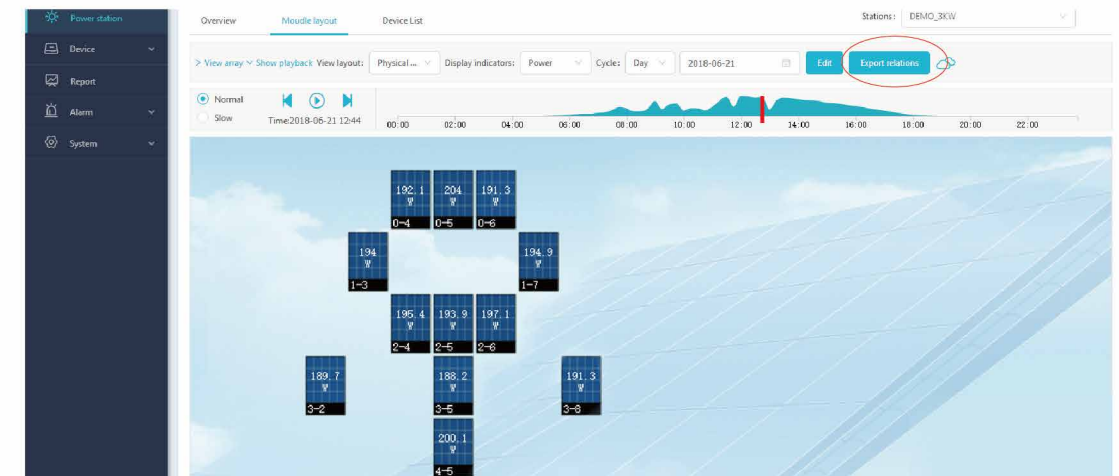 Power station
Device
Report
Alarm
System
Overview
Moudle layout
Device List
Stations: DEMO_3KW
> View array Show playback View layout: Physical ... Display indicators: Power Cycle: Day 2018-06-21 Edit Export relations
Normal
Slow
Time:2018-06-21 12:44
00:00 02:00 04:00 06:00 08:00 10:00 12:00 14:00 16:00 18:00 20:00 22:00
192.1 204 191.3
W W W
0-4 0-5 0-6
194 194.9
W W
1-3 1-7
195.4 193.9 197.1
W W W
2-4 2-5 2-6
189.7 188.2 191.3
W W W
3-2 3-5 3-8
200.1
W
4-5